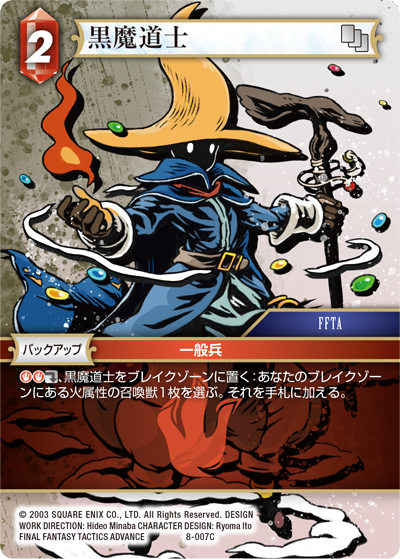 2
黒魔道士
FFTA
バックアップ
一般兵
、黒魔道士をブレイクゾーンに置く：あなたのブレイクゾー
ンにある火属性の召喚獣1枚を選ぶ。それを手札に加える。
© 2003 SQUARE ENIX CO., LTD. All Rights Reserved. DESIGN
WORK DIRECTION: Hideo Minaba CHARACTER DESIGN: Ryoma Ito
FINAL FANTASY TACTICS ADVANCE 8-007C